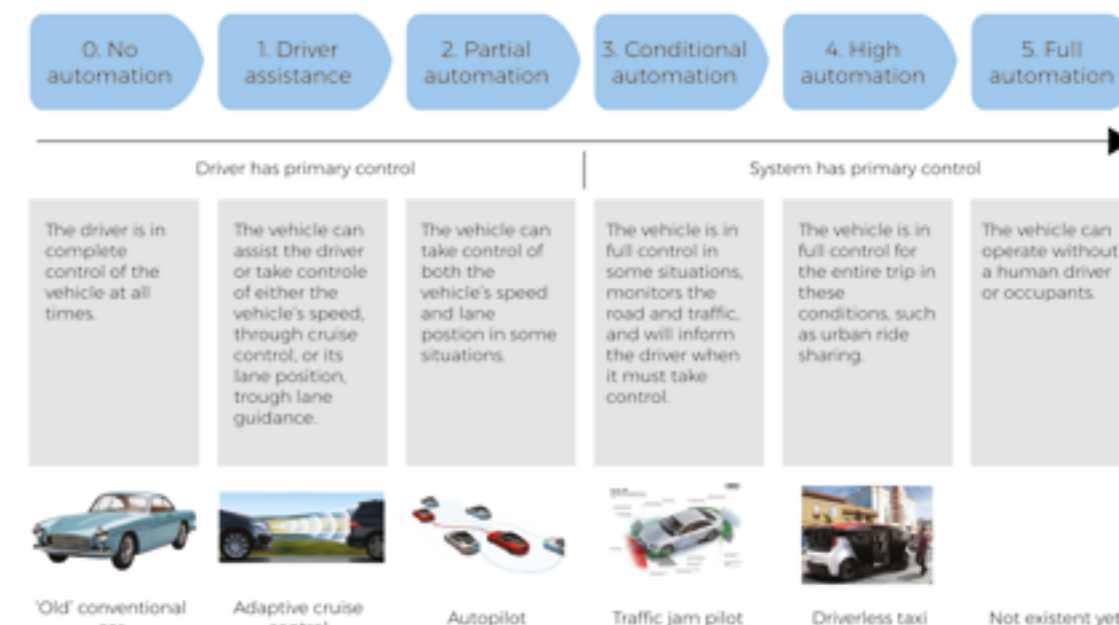 0. No
automation
1. Driver
assistance
2. Partial
automation
3. Conditional
automation
4. High
automation
5. Full
automation
Driver has primary control
System has primary control
The driver is in
complete
control of the
vehicle at all
times.
The vehicle can
assist the driver
or take controle
of either the
vehicle's speed,
through cruise
control, or its
lane position,
trough lane
guidance.
The vehicle can
take control of
both the
vehicle's speed
and lane
postion in some
situations.
The vehicle is in
full control in
some situations,
monitors the
road and traffic,
and will inform
the driver when
it must take
control.
The vehicle is in
full control for
the entire trip in
these
conditions, such
as urban ride
sharing.
The vehicle can
operate without
a human driver
or occupants.
'Old' conventional
Adaptive cruise
control
Autopilot
Traffic jam pilot
Driverless taxi
Not existent yet